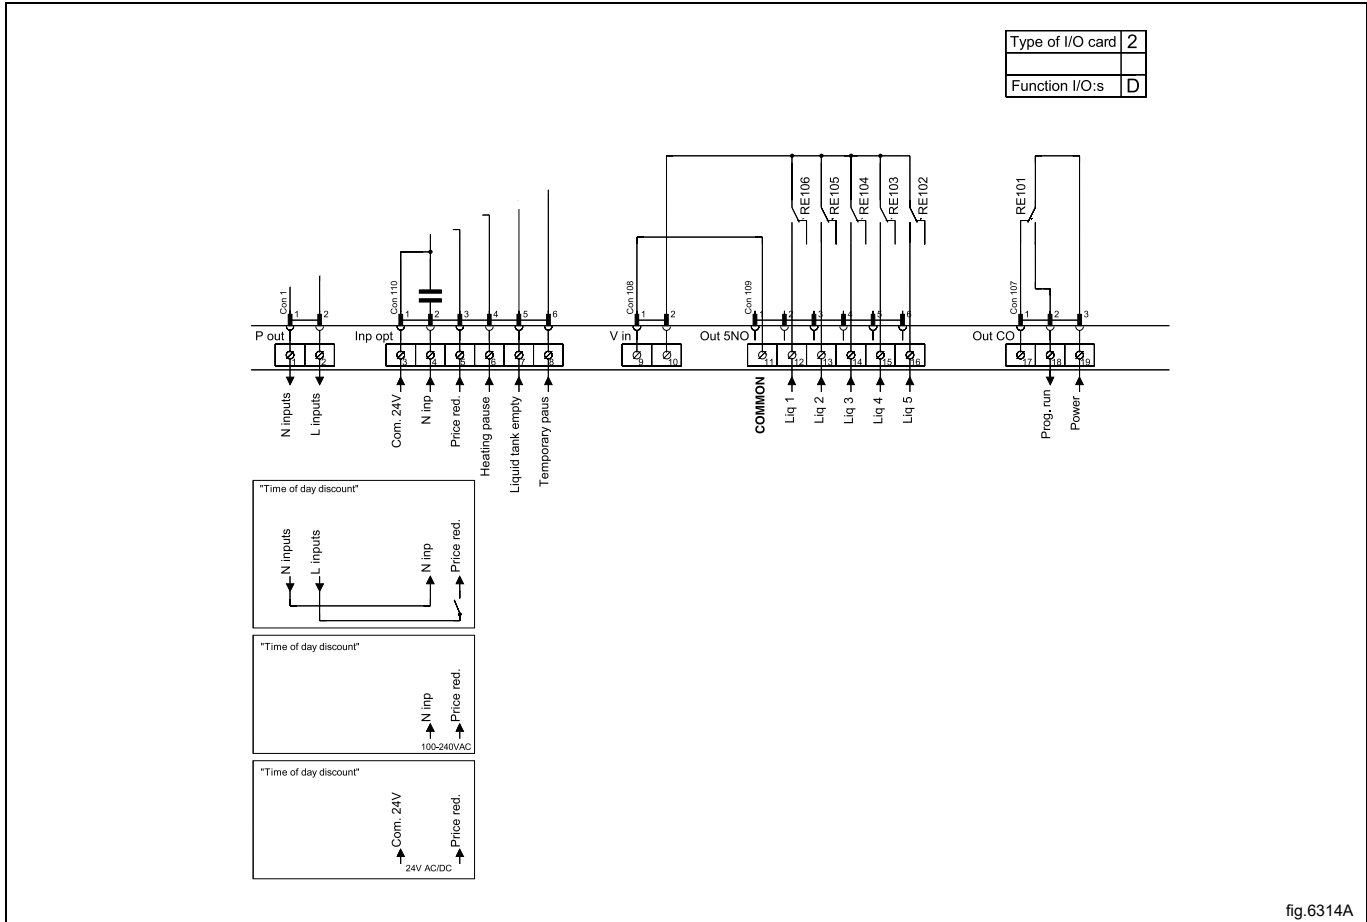 Type of I/O card 2
Function I/O:s D
RE106
RE105
RE104
RE103
RE102
RE101
Con 1
1 2
Con 110
1 2 3 4 5 6
Con 108
1 2
Con 109
1 2 3 4 5 6
Con 107
1 2 3
P out
Inp opt
V in
Out 5NO
Out CO
1 2
3 4 5 6 7 8
9 10
11 12 13 14 15 16
17 18 19
N inputs
L inputs
Com. 24V
N inp
Price red.
Heating pause
Liquid tank empty
Temporary paus
COMMON
Liq 1
Liq 2
Liq 3
Liq 4
Liq 5
Prog. run
Power
"Time of day discount"
N inputs
L inputs
N inp
Price red.
"Time of day discount"
N inp
Price red.
100-240VAC
"Time of day discount"
Com. 24V
Price red.
24V AC/DC
fig.6314A